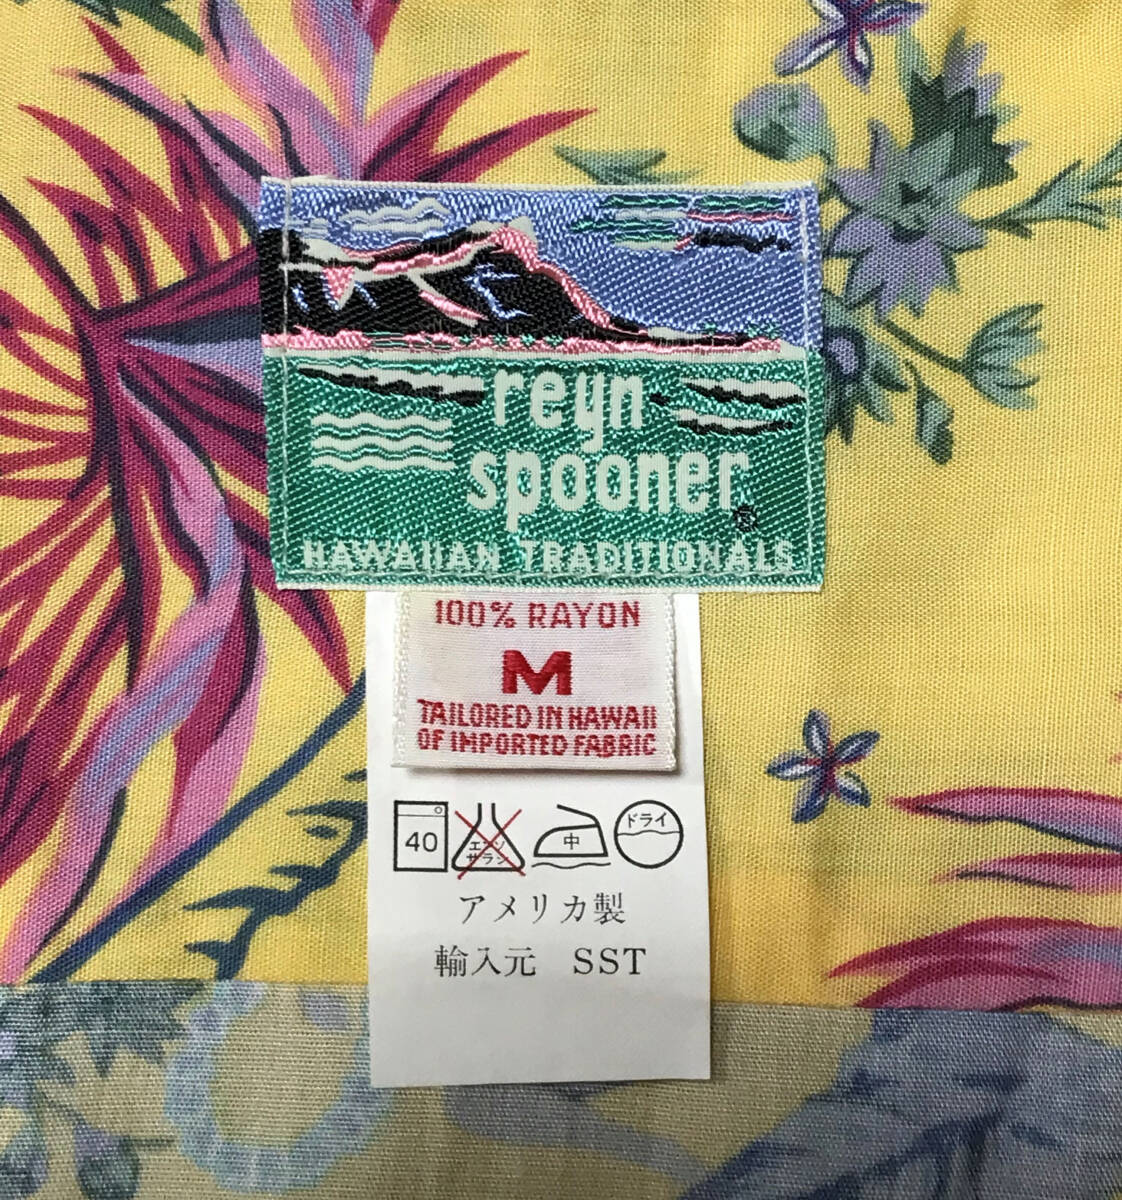 reyn
spooner®
HAWAIIAN TRADITIONALS
100% RAYON
M
TAILORED IN HAWAII
OF IMPORTED FABRIC
40 エンソサラシ 中 ドライ
アメリカ製
輸入元 SST